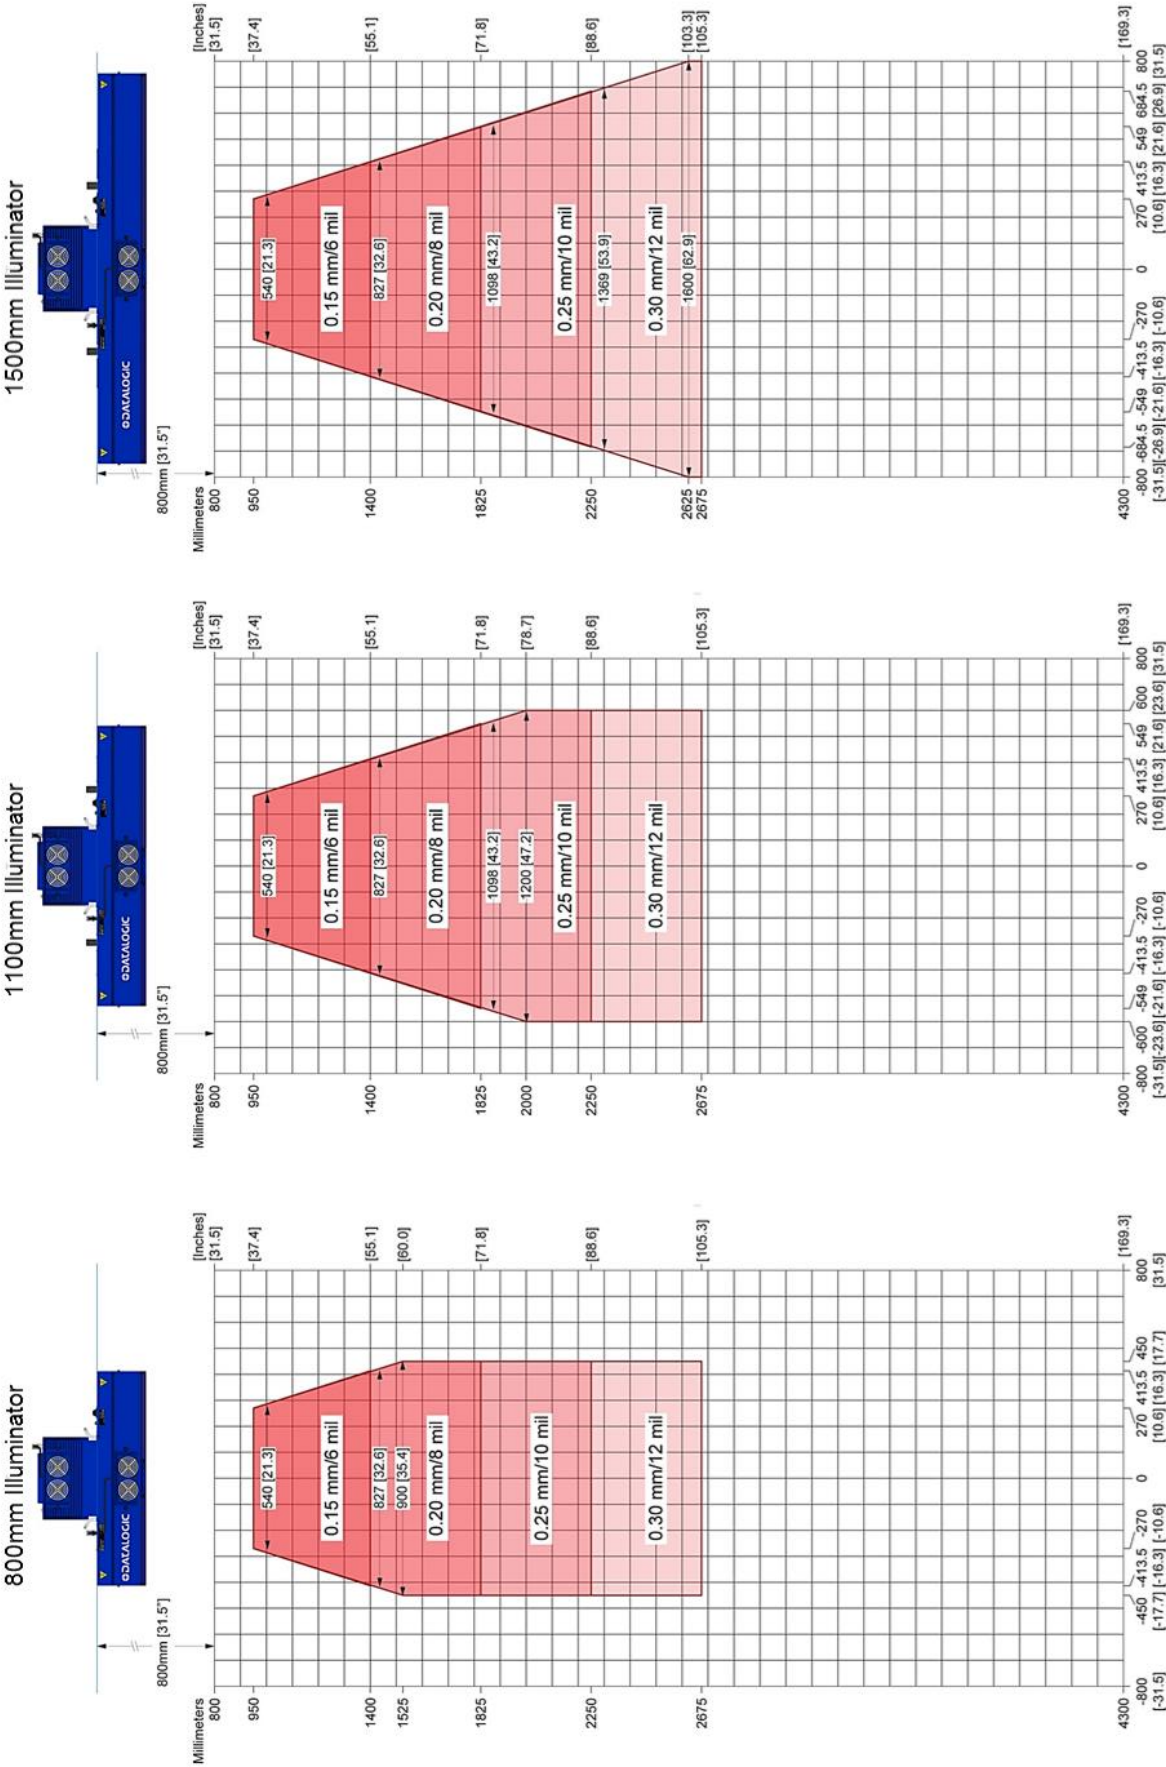 800mm Illuminator
DATALOGIC
800mm [31.5"]
Millimeters
[Inches]
800
[31.5]
950
[37.4]
540 [21.3]
0.15 mm/6 mil
1400
[55.1]
827 [32.6]
1525
900 [35.4]
[60.0]
0.20 mm/8 mil
1825
[71.8]
0.25 mm/10 mil
2250
[88.6]
0.30 mm/12 mil
2675
[105.3]
4300
[169.3]
-800 -450 -413.5 -270 0 270 413.5 450 800
[-31.5] [-17.7] [-16.3] [-10.6] [10.6] [16.3] [17.7] [31.5]
1100mm Illuminator
DATALOGIC
800mm [31.5"]
Millimeters
[Inches]
800
[31.5]
950
[37.4]
540 [21.3]
0.15 mm/6 mil
1400
[55.1]
827 [32.6]
0.20 mm/8 mil
1825
[71.8]
1098 [43.2]
2000
1200 [47.2]
[78.7]
0.25 mm/10 mil
2250
[88.6]
0.30 mm/12 mil
2675
[105.3]
4300
[169.3]
-800 -600 -549 -413.5 -270 0 270 413.5 549 600 800
[-31.5][-23.6][-21.6] [-16.3] [-10.6] [10.6] [16.3] [21.6] [23.6] [31.5]
1500mm Illuminator
DATALOGIC
800mm [31.5"]
Millimeters
[Inches]
800
[31.5]
950
[37.4]
540 [21.3]
0.15 mm/6 mil
1400
[55.1]
827 [32.6]
0.20 mm/8 mil
1825
[71.8]
1098 [43.2]
0.25 mm/10 mil
2250
[88.6]
1369 [53.9]
0.30 mm/12 mil
2625
1600 [62.9]
[103.3]
2675
[105.3]
4300
[169.3]
-800 -684.5 -549 -413.5 -270 0 270 413.5 549 684.5 800
[-31.5][-26.9][-21.6][-16.3] [-10.6] [10.6] [16.3] [21.6] [26.9] [31.5]